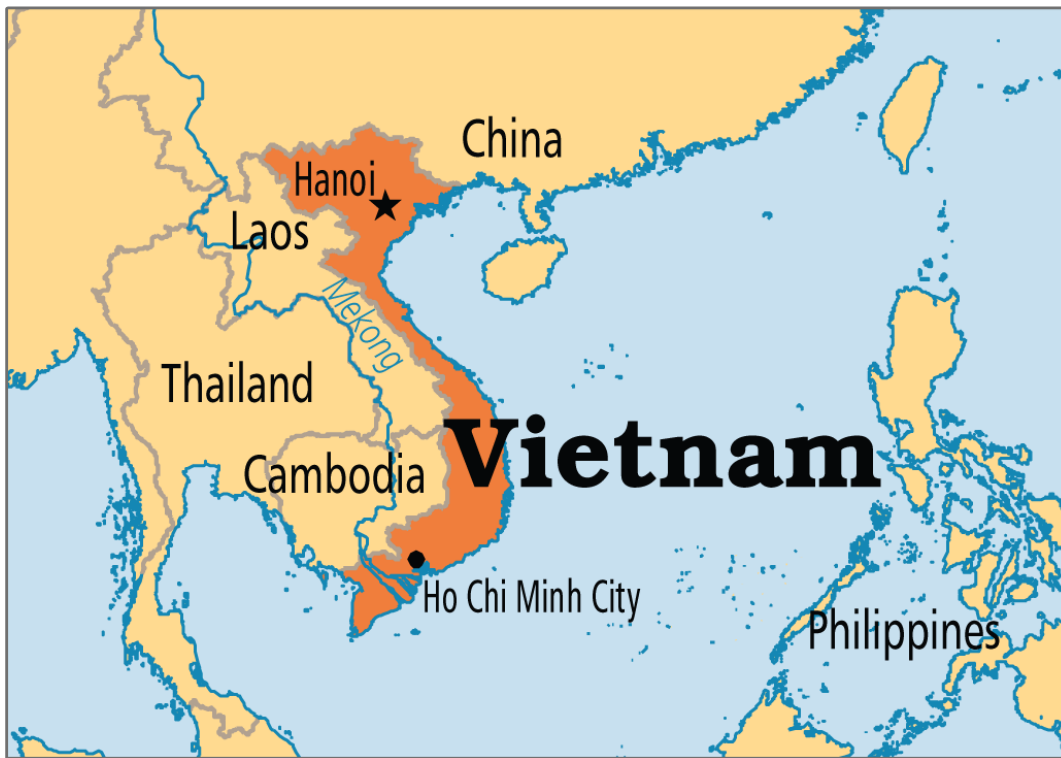 China
Hanoi
Laos
Mekong
Thailand
Vietnam
Cambodia
Ho Chi Minh City
Philippines